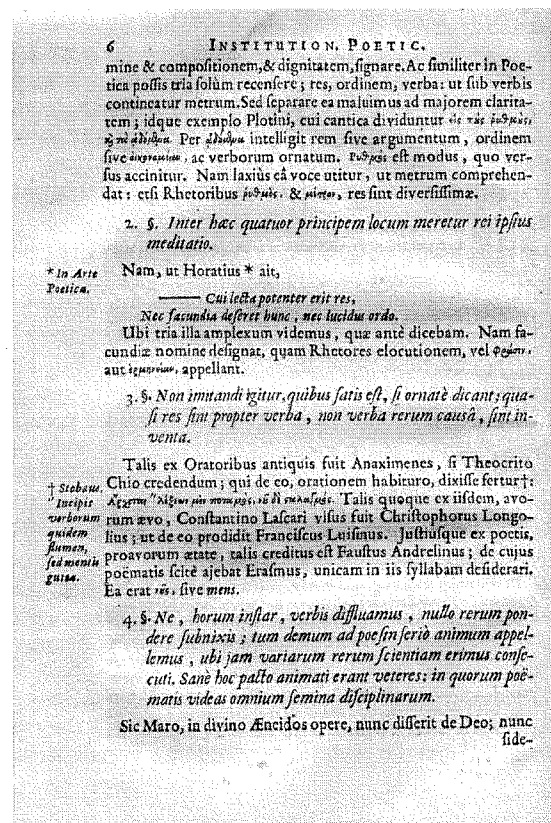 6 INSTITUTION. POETIC.
mine & compositionem, & dignitatem, signare. Ac similiter in Poe-
tica possis tria solùm recensere; res, ordinem, verba: ut sub verbis
contineatur metrum. Sed separare ea maluimus ad majorem clarita-
tem; idque exemplo Plotini, cui cantica dividuntur εἰς τὰς ῥυθμὰς,
Per intelligit rem sive argumentum, ordinem
sive ac verborum ornatum. Ῥυθμὸς est modus, quo ver-
sus accinitur. Nam laxiùs eâ voce utitur, ut metrum comprehen-
dat: etsi Rhetoribus ῥυθμὸς, & μέτρον, res sint diversissimæ.
2. §. Inter hæc quatuor principem locum meretur rei ipsius
meditatio.
* In Arte
Poetica.
Nam, ut Horatius * ait,
—— Cui lecta potenter erit res,
Nec facundia deseret hunc, nec lucidus ordo.
Ubi tria illa amplexum videmus, quæ antè dicebam. Nam fa-
cundiæ nomine designat, quam Rhetores elocutionem, vel φράσιν,
aut ἑρμηνείαν, appellant.
3. §. Non imitandi igitur, quibus satis est, si ornatè dicant; qua-
si res sint propter verba, non verba rerum causâ, sint in-
venta.
Talis ex Oratoribus antiquis fuit Anaximenes, si Theocrito
Chio credendum; qui de eo, orationem habituro, dixisse fertur†:
† Stobæus.
Incipit
verborum
quidem
flumen,
sed mentis
gutta.
Ἄρχεται λέξεων μὲν ποταμὸς, νοῦ δὲ σταλαγμός. Talis quoque ex iisdem, avo-
rum ævo, Constantino Lascari visus fuit Christophorus Longo-
lius; ut de eo prodidit Franciscus Luisinus. Justiusque ex poetis,
proavorum ætate, talis creditus est Faustus Andrelinus; de cujus
poëmatis scitè ajebat Erasmus, unicam in iis syllabam desiderari.
Ea erat νοῦς, sive mens.
4. §. Ne, horum instar, verbis diffluamus, nullo rerum pon-
dere subnixis; tum demum ad poesin seriò animum appel-
lemus, ubi jam variarum rerum scientiam erimus conse-
cuti. Sanè hoc pacto animati erant veteres: in quorum poë-
matis videas omnium semina disciplinarum.
Sic Maro, in divino Æneidos opere, nunc disserit de Deo; nunc
side-